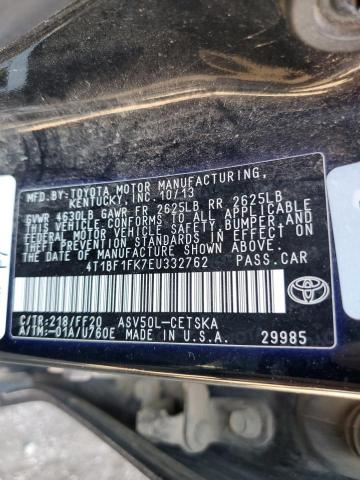 MFD.BY:TOYOTA MOTOR MANUFACTURING,
KENTUCKY,INC.10/13
GVWR 4630LB GAWR FR 2625LB RR 2625LB
THIS VEHICLE CONFORMS TO ALL APPLICABLE
FEDERAL MOTOR VEHICLE SAFETY, BUMPER, AND
THEFT PREVENTION STANDARDS IN EFFECT ON
THE DATE OF MANUFACTURE SHOWN ABOVE.
4T1BF1FK7EU332762 PASS.CAR
C/TR:218/FF20 ASV50L-CETSKA
A/TM:-01A/U760E MADE IN U.S.A. 29985